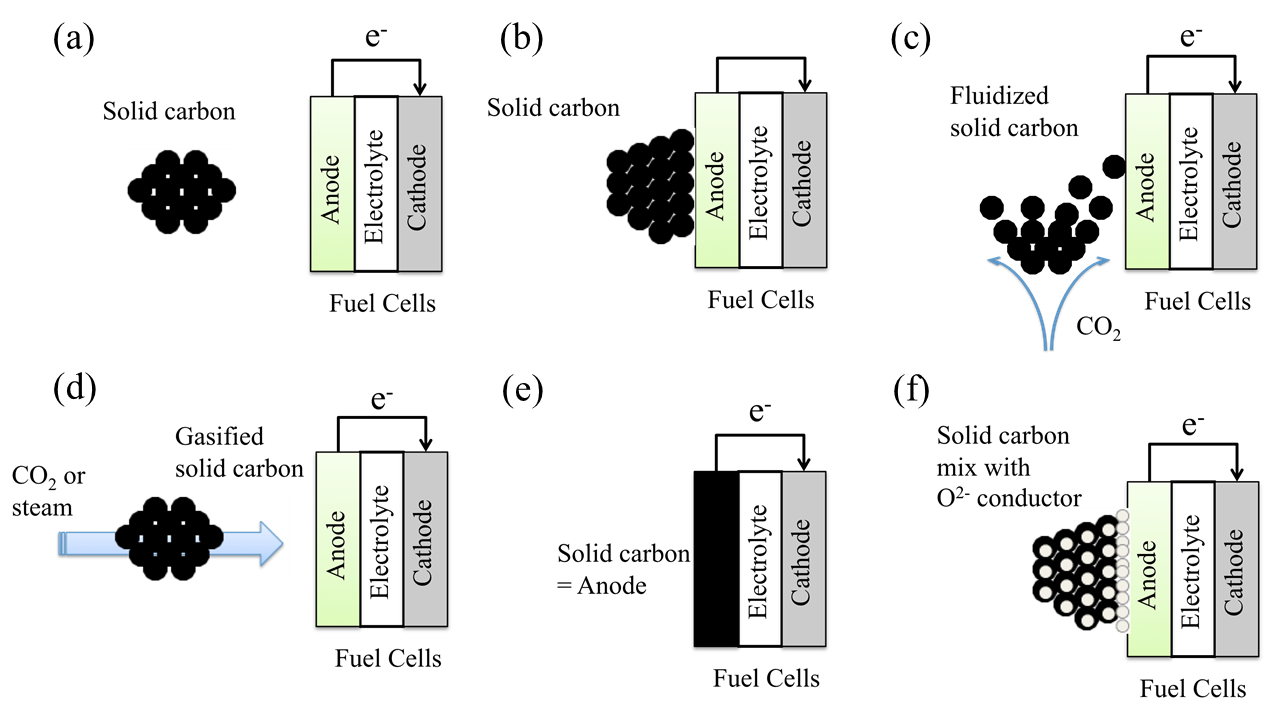 (a)
e-
Solid carbon
Anode
Electrolyte
Cathode
Fuel Cells
(b)
e-
Solid carbon
Anode
Electrolyte
Cathode
Fuel Cells
(c)
e-
Fluidized
solid carbon
Anode
Electrolyte
Cathode
Fuel Cells
CO2
(d)
e-
Gasified
solid carbon
CO2 or
steam
Anode
Electrolyte
Cathode
Fuel Cells
(e)
e-
Solid carbon
= Anode
Electrolyte
Cathode
Fuel Cells
(f)
e-
Solid carbon
mix with
O2- conductor
Anode
Electrolyte
Cathode
Fuel Cells